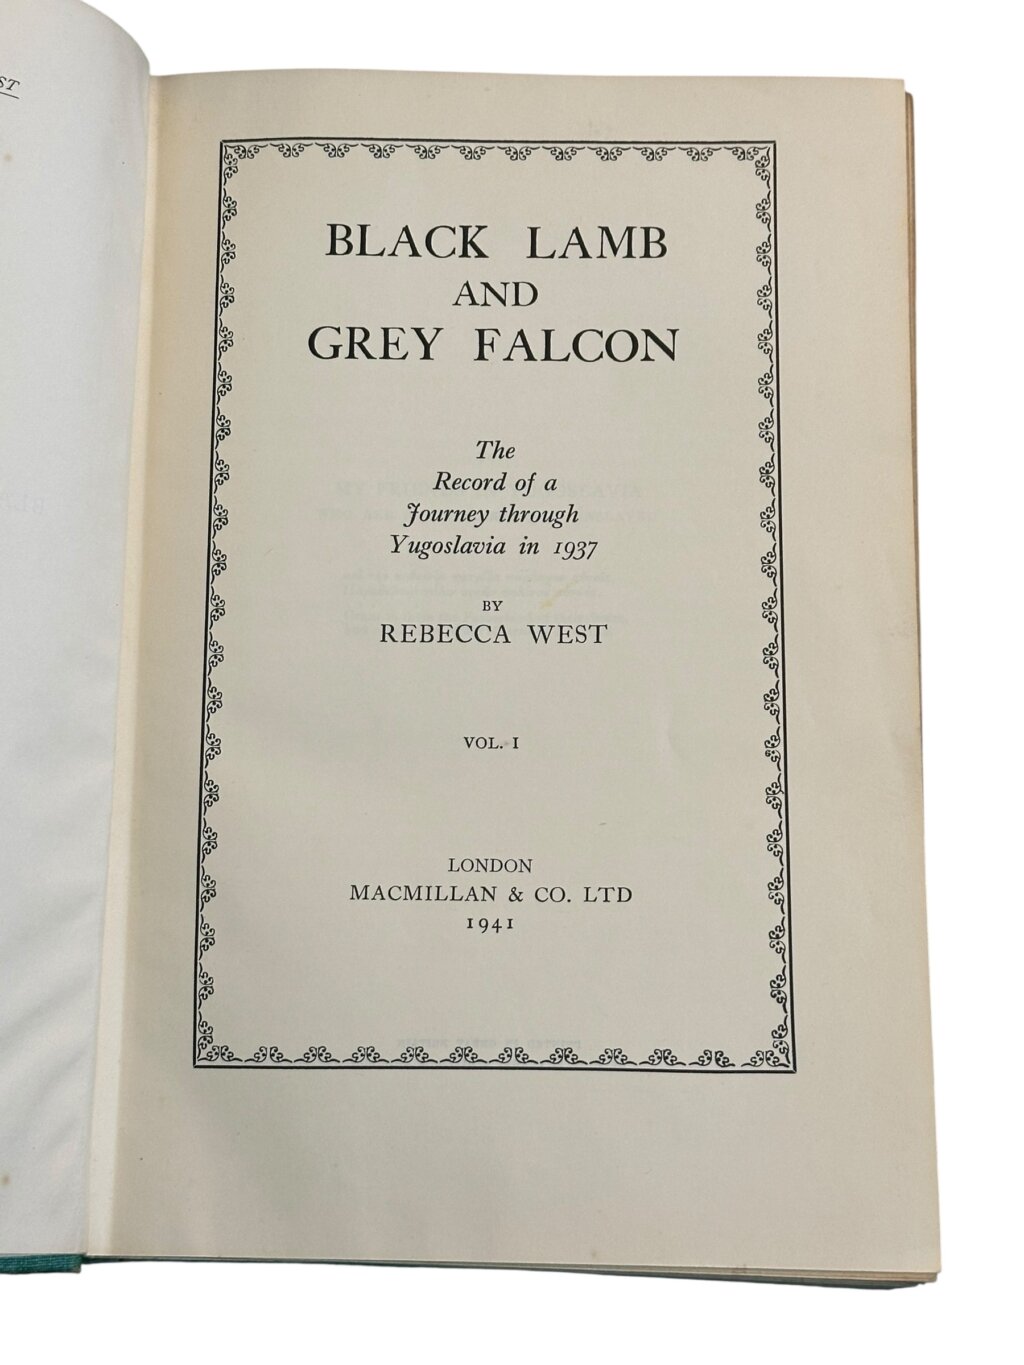 ST
BLACK LAMB
AND
GREY FALCON
The
Record of a
Journey through
Yugoslavia in 1937
BY
REBECCA WEST
VOL. I
LONDON
MACMILLAN & CO. LTD
1941